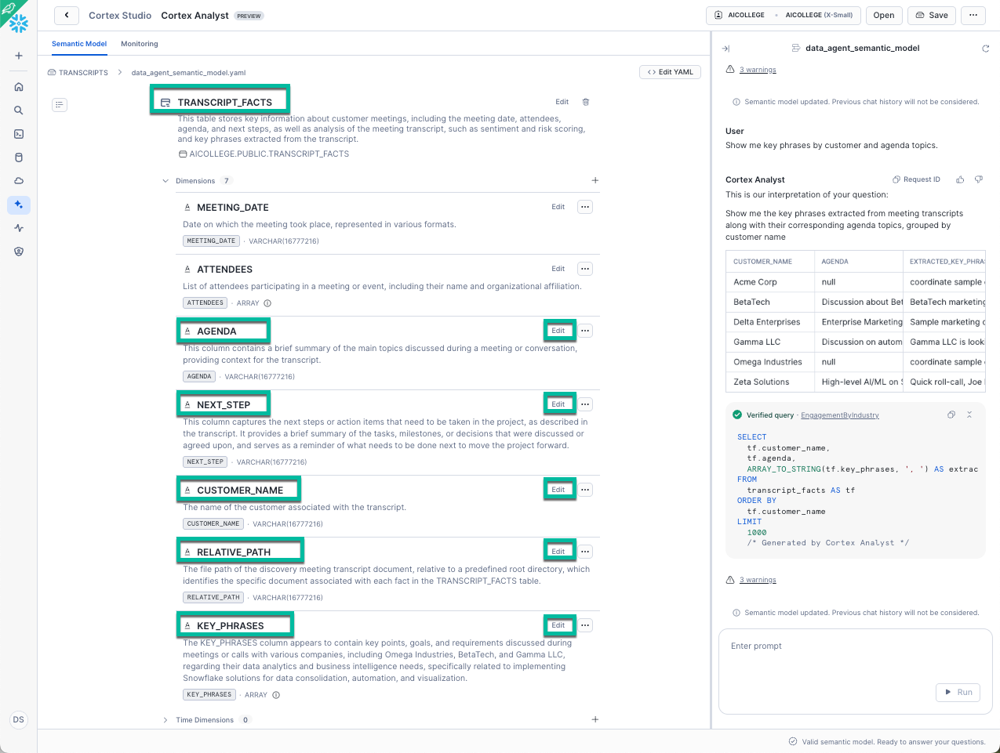 Cortex Studio Cortex Analyst PREVIEW
AICOLLEGE AICOLLEGE (X-Small) Open Save
Semantic Model Monitoring
TRANSCRIPTS > data_agent_semantic_model.yaml
<> Edit YAML
TRANSCRIPT_FACTS
Edit
This table stores key information about customer meetings, including the meeting date, attendees,
agenda, and next steps, as well as analysis of the meeting transcript, such as sentiment and risk scoring,
and key phrases extracted from the transcript.
AICOLLEGE.PUBLIC.TRANSCRIPT_FACTS
Dimensions 7
MEETING_DATE
Edit
Date on which the meeting took place, represented in various formats.
MEETING_DATE · VARCHAR(16777216)
ATTENDEES
Edit
List of attendees participating in a meeting or event, including their name and organizational affiliation.
ATTENDEES · ARRAY
AGENDA
Edit
This column contains a brief summary of the main topics discussed during a meeting or conversation,
providing context for the transcript.
AGENDA · VARCHAR(16777216)
NEXT_STEP
Edit
This column captures the next steps or action items that need to be taken in the project, as described in
the transcript. It provides a brief summary of the tasks, milestones, or decisions that were discussed or
agreed upon, and serves as a reminder of what needs to be done next to move the project forward.
NEXT_STEP · VARCHAR(16777216)
CUSTOMER_NAME
Edit
The name of the customer associated with the transcript.
CUSTOMER_NAME · VARCHAR(16777216)
RELATIVE_PATH
Edit
The file path of the discovery meeting transcript document, relative to a predefined root directory, which
identifies the specific document associated with each fact in the TRANSCRIPT_FACTS table.
RELATIVE_PATH · VARCHAR(16777216)
KEY_PHRASES
Edit
The KEY_PHRASES column appears to contain key points, goals, and requirements discussed during
meetings or calls with various companies, including Omega Industries, BetaTech, and Gamma LLC,
regarding their data analytics and business intelligence needs, specifically related to implementing
Snowflake solutions for data consolidation, automation, and visualization.
KEY_PHRASES · ARRAY
Time Dimensions 0
DS
data_agent_semantic_model
3 warnings
Semantic model updated. Previous chat history will not be considered.
User
Show me key phrases by customer and agenda topics.
Cortex Analyst
Request ID
This is our interpretation of your question:
Show me the key phrases extracted from meeting transcripts
along with their corresponding agenda topics, grouped by
customer name
CUSTOMER_NAME AGENDA EXTRACTED_KEY_PHRA
Acme Corp null coordinate sample
BetaTech Discussion about Bet BetaTech marketing
Delta Enterprises Enterprise Marketing Sample marketing
Gamma LLC Discussion on autom Gamma LLC is look
Omega Industries null coordinate sample
Zeta Solutions High-level AI/ML on Quick roll-call, Joe
Verified query · EngagementByIndustry
SELECT
tf.customer_name,
tf.agenda,
ARRAY_TO_STRING(tf.key_phrases, ', ') AS extrac
FROM
transcript_facts AS tf
ORDER BY
tf.customer_name
LIMIT
1000
/* Generated by Cortex Analyst */
3 warnings
Semantic model updated. Previous chat history will not be considered.
Enter prompt
Run
Valid semantic model. Ready to answer your questions.